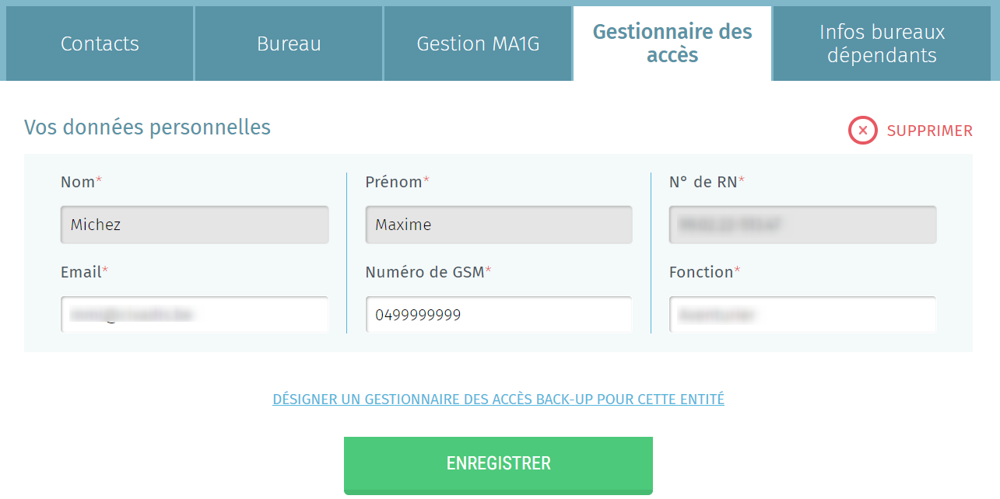 Contacts
Bureau
Gestion MA1G
Gestionnaire des
accès
Infos bureaux
dépendants
Vos données personnelles
SUPPRIMER
Nom*
Prénom*
N° de RN*
Michez
Maxime
Email*
Numéro de GSM*
Fonction*
0499999999
DÉSIGNER UN GESTIONNAIRE DES ACCÈS BACK-UP POUR CETTE ENTITÉ
ENREGISTRER